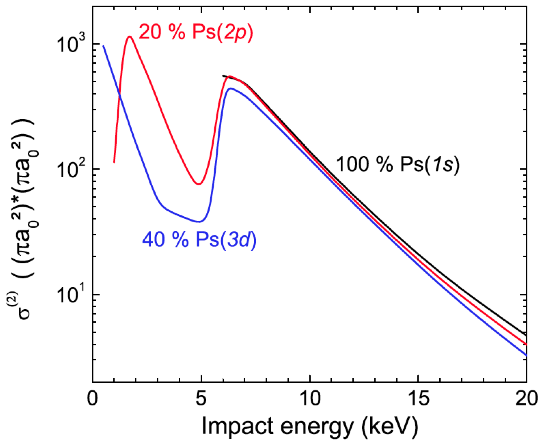 10³
20 % Ps(2p)
10²
100 % Ps(1s)
40 % Ps(3d)
10¹
σ⁽²⁾ ( (πa₀²)*(πa₀²) )
0 5 10 15 20
Impact energy (keV)